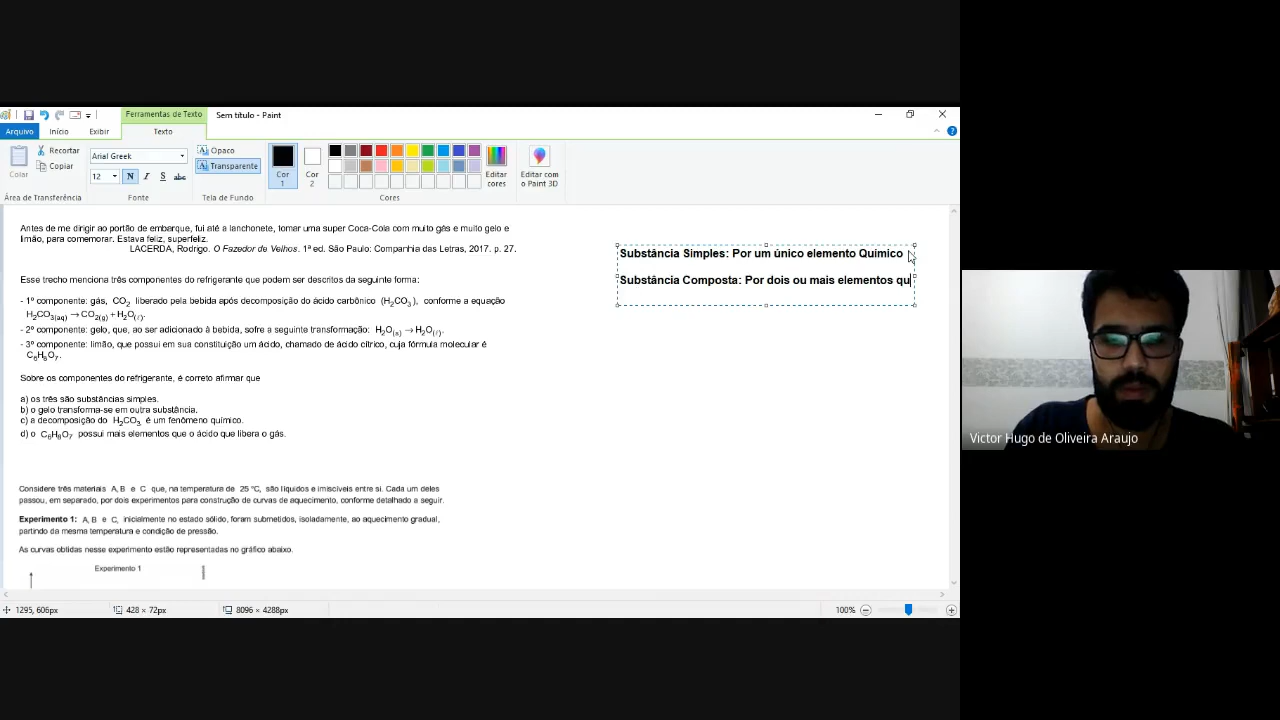 Ferramentas de Texto
Sem título - Paint
Arquivo
Início
Exibir
Texto
Colar
Recortar
Copiar
Área de Transferência
Arial Greek
12
N I S abc
Fonte
Opaco
Transparente
Tela de Fundo
Cor 1
Cor 2
Cores
Editar cores
Editar com o Paint 3D
Antes de me dirigir ao portão de embarque, fui até a lanchonete, tomar uma super Coca-Cola com muito gás e muito gelo e
limão, para comemorar. Estava feliz, superfeliz.
LACERDA, Rodrigo. O Fazedor de Velhos. 1ª ed. São Paulo: Companhia das Letras, 2017. p. 27.
Esse trecho menciona três componentes do refrigerante que podem ser descritos da seguinte forma:
- 1º componente: gás, CO2 liberado pela bebida após decomposição do ácido carbônico (H2CO3), conforme a equação
H2CO3(aq) → CO2(g) + H2O(ℓ).
- 2º componente: gelo, que, ao ser adicionado à bebida, sofre a seguinte transformação: H2O(s) → H2O(ℓ).
- 3º componente: limão, que possui em sua constituição um ácido, chamado de ácido cítrico, cuja fórmula molecular é
C6H8O7.
Sobre os componentes do refrigerante, é correto afirmar que
a) os três são substâncias simples.
b) o gelo transforma-se em outra substância.
c) a decomposição do H2CO3 é um fenômeno químico.
d) o C6H8O7 possui mais elementos que o ácido que libera o gás.
Considere três materiais A, B e C que, na temperatura de 25 ºC, são líquidos e imiscíveis entre si. Cada um deles
passou, em separado, por dois experimentos para construção de curvas de aquecimento, conforme detalhado a seguir.
Experimento 1: A, B e C, inicialmente no estado sólido, foram submetidos, isoladamente, ao aquecimento gradual,
partindo da mesma temperatura e condição de pressão.
As curvas obtidas nesse experimento estão representadas no gráfico abaixo.
Experimento 1
Substância Simples: Por um único elemento Químico
Substância Composta: Por dois ou mais elementos qu
Victor Hugo de Oliveira Araujo
1295, 606px
428 × 72px
8096 × 4288px
100%